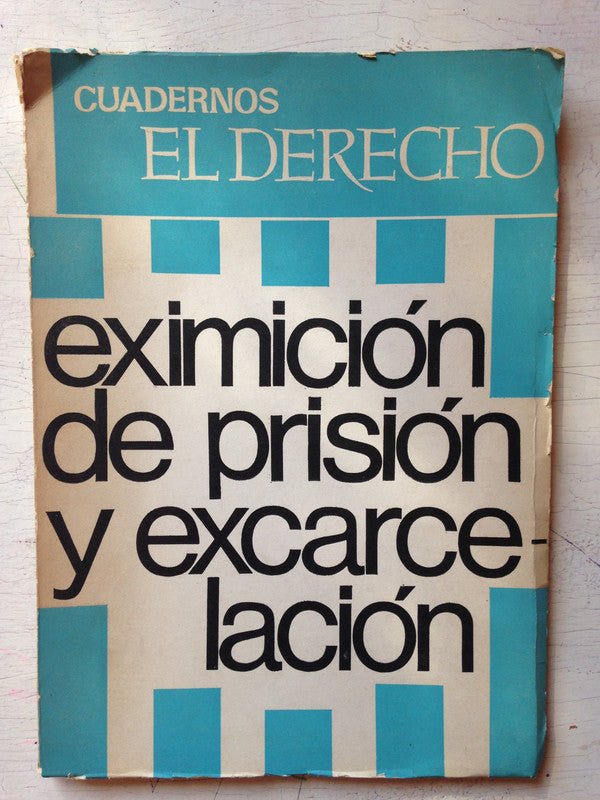 CUADERNOS
EL DERECHO
eximición
de prisión
y excarce-
lación